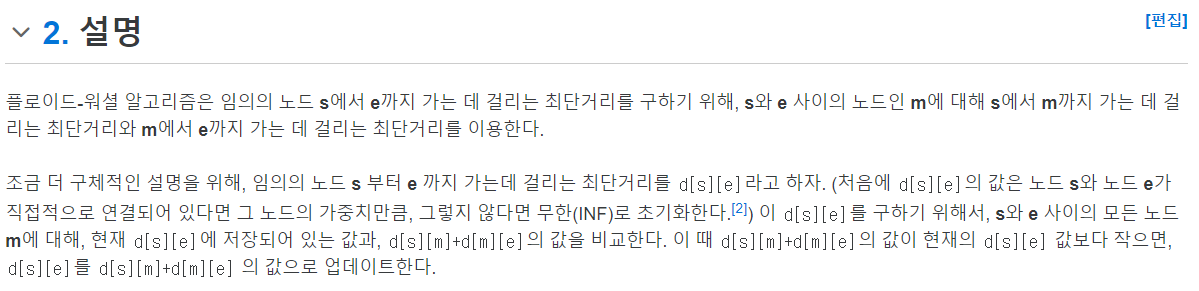 2. 설명
[편집]
플로이드-워셜 알고리즘은 임의의 노드 s에서 e까지 가는 데 걸리는 최단거리를 구하기 위해, s와 e 사이의 노드인 m에 대해 s에서 m까지 가는 데 걸
리는 최단거리와 m에서 e까지 가는 데 걸리는 최단거리를 이용한다.
조금 더 구체적인 설명을 위해, 임의의 노드 s 부터 e 까지 가는데 걸리는 최단거리를 d[s][e]라고 하자. (처음에 d[s][e]의 값은 노드 s와 노드 e가
직접적으로 연결되어 있다면 그 노드의 가중치만큼, 그렇지 않다면 무한(INF)로 초기화한다.[2]) 이 d[s][e]를 구하기 위해서, s와 e 사이의 모든 노드
m에 대해, 현재 d[s][e]에 저장되어 있는 값과, d[s][m]+d[m][e]의 값을 비교한다. 이 때 d[s][m]+d[m][e]의 값이 현재의 d[s][e] 값보다 작으면,
d[s][e]를 d[s][m]+d[m][e] 의 값으로 업데이트한다.